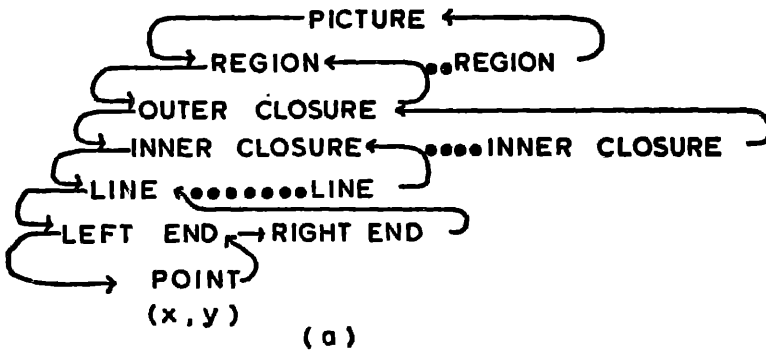 PICTURE
REGION REGION
OUTER CLOSURE
INNER CLOSURE INNER CLOSURE
LINE LINE
LEFT END RIGHT END
POINT
(x,y)
(a)